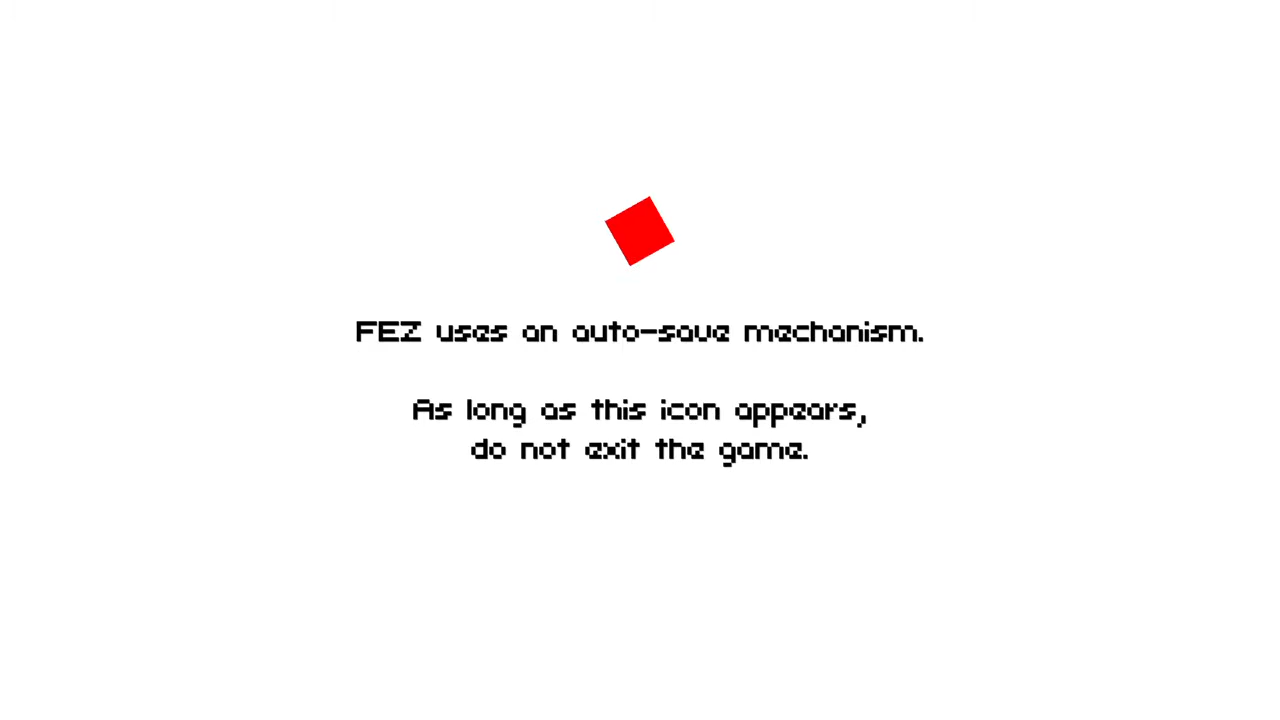 FEZ uses an auto-save mechanism.
As long as this icon appears,
do not exit the game.